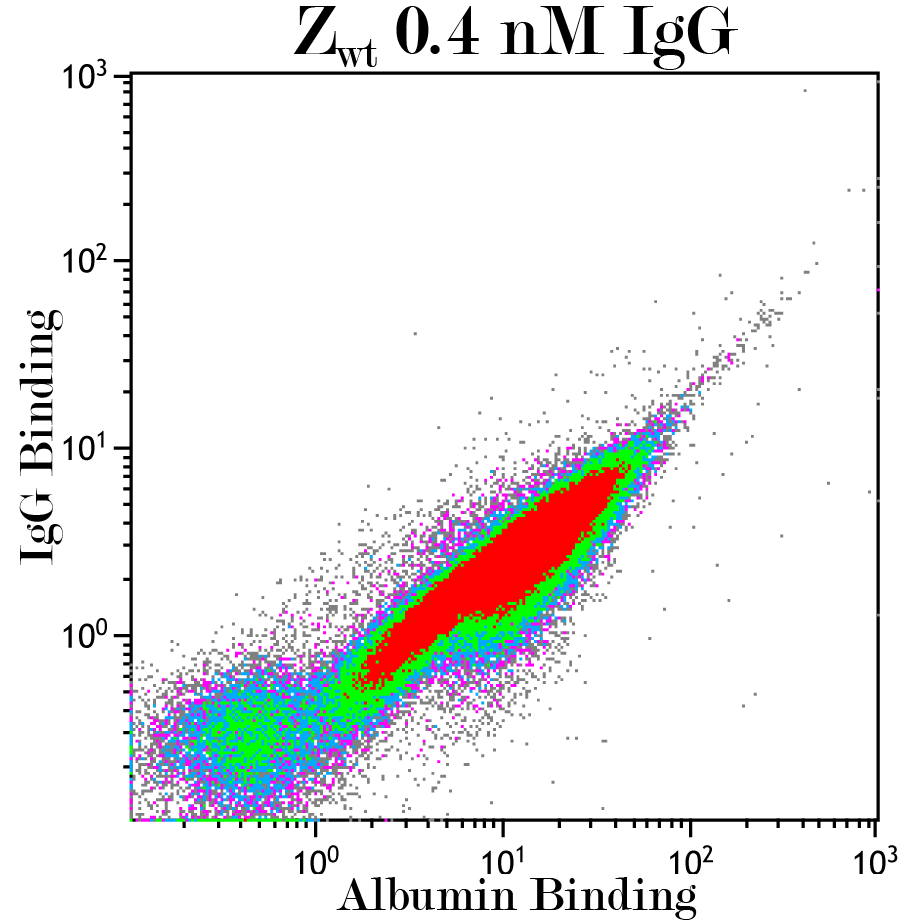 Zwt 0.4 nM IgG
10³
10²
10¹
10⁰
IgG Binding
10⁰ 10¹ 10² 10³
Albumin Binding